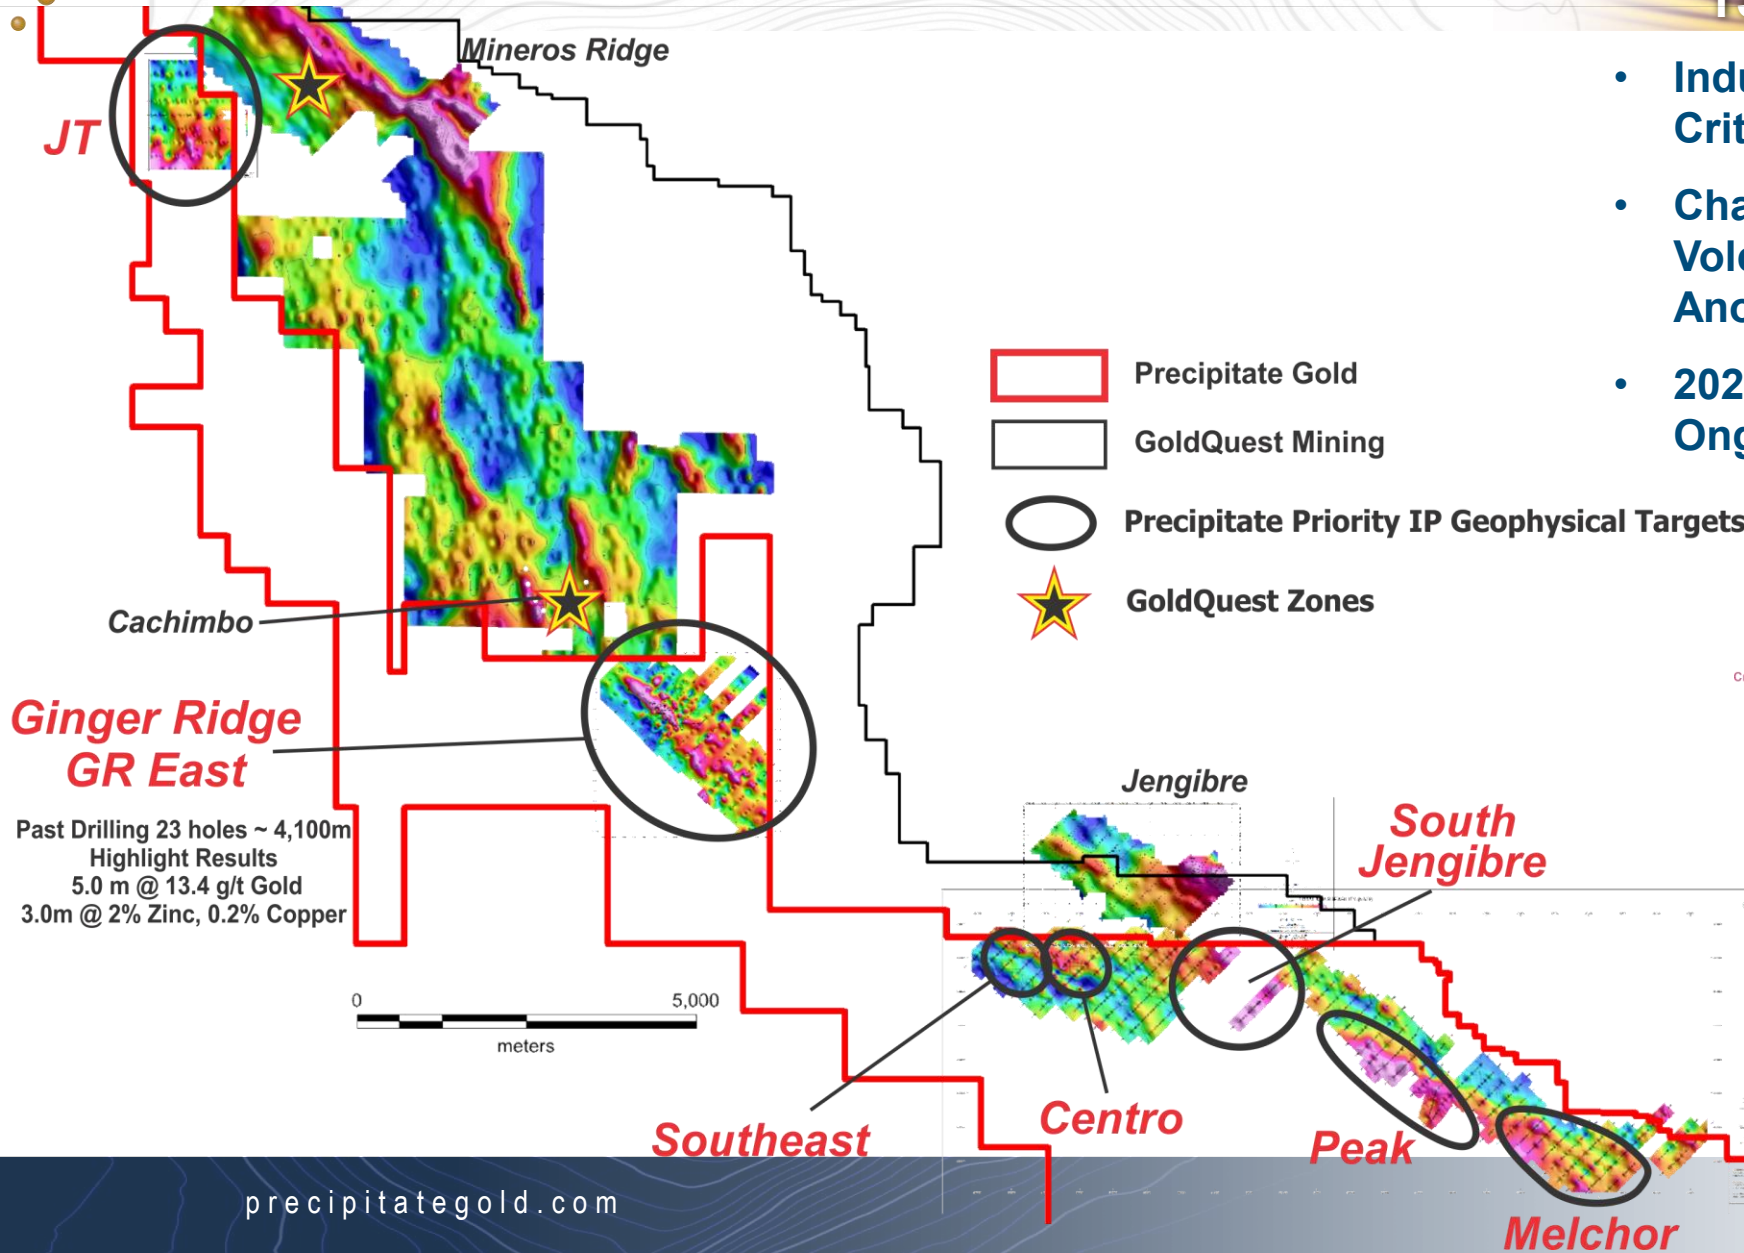 Mineros Ridge
JT
Cachimbo
Ginger Ridge
GR East
Past Drilling 23 holes ~ 4,100m
Highlight Results
5.0 m @ 13.4 g/t Gold
3.0m @ 2% Zinc, 0.2% Copper
0 5,000
meters
Precipitate Gold
GoldQuest Mining
Precipitate Priority IP Geophysical Targets
GoldQuest Zones
Jengibre
South
Jengibre
Southeast
Centro
Peak
Melchor
precipitategold.com